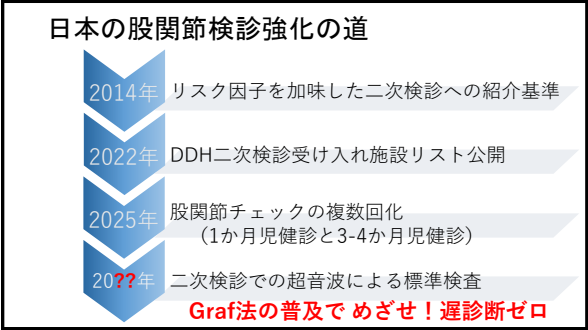 日本の股関節検診強化の道
2014年 リスク因子を加味した二次検診への紹介基準
2022年 DDH二次検診受け入れ施設リスト公開
2025年 股関節チェックの複数回化
（1か月児健診と3-4か月児健診）
20??年 二次検診での超音波による標準検査
Graf法の普及で めざせ！遅診断ゼロ